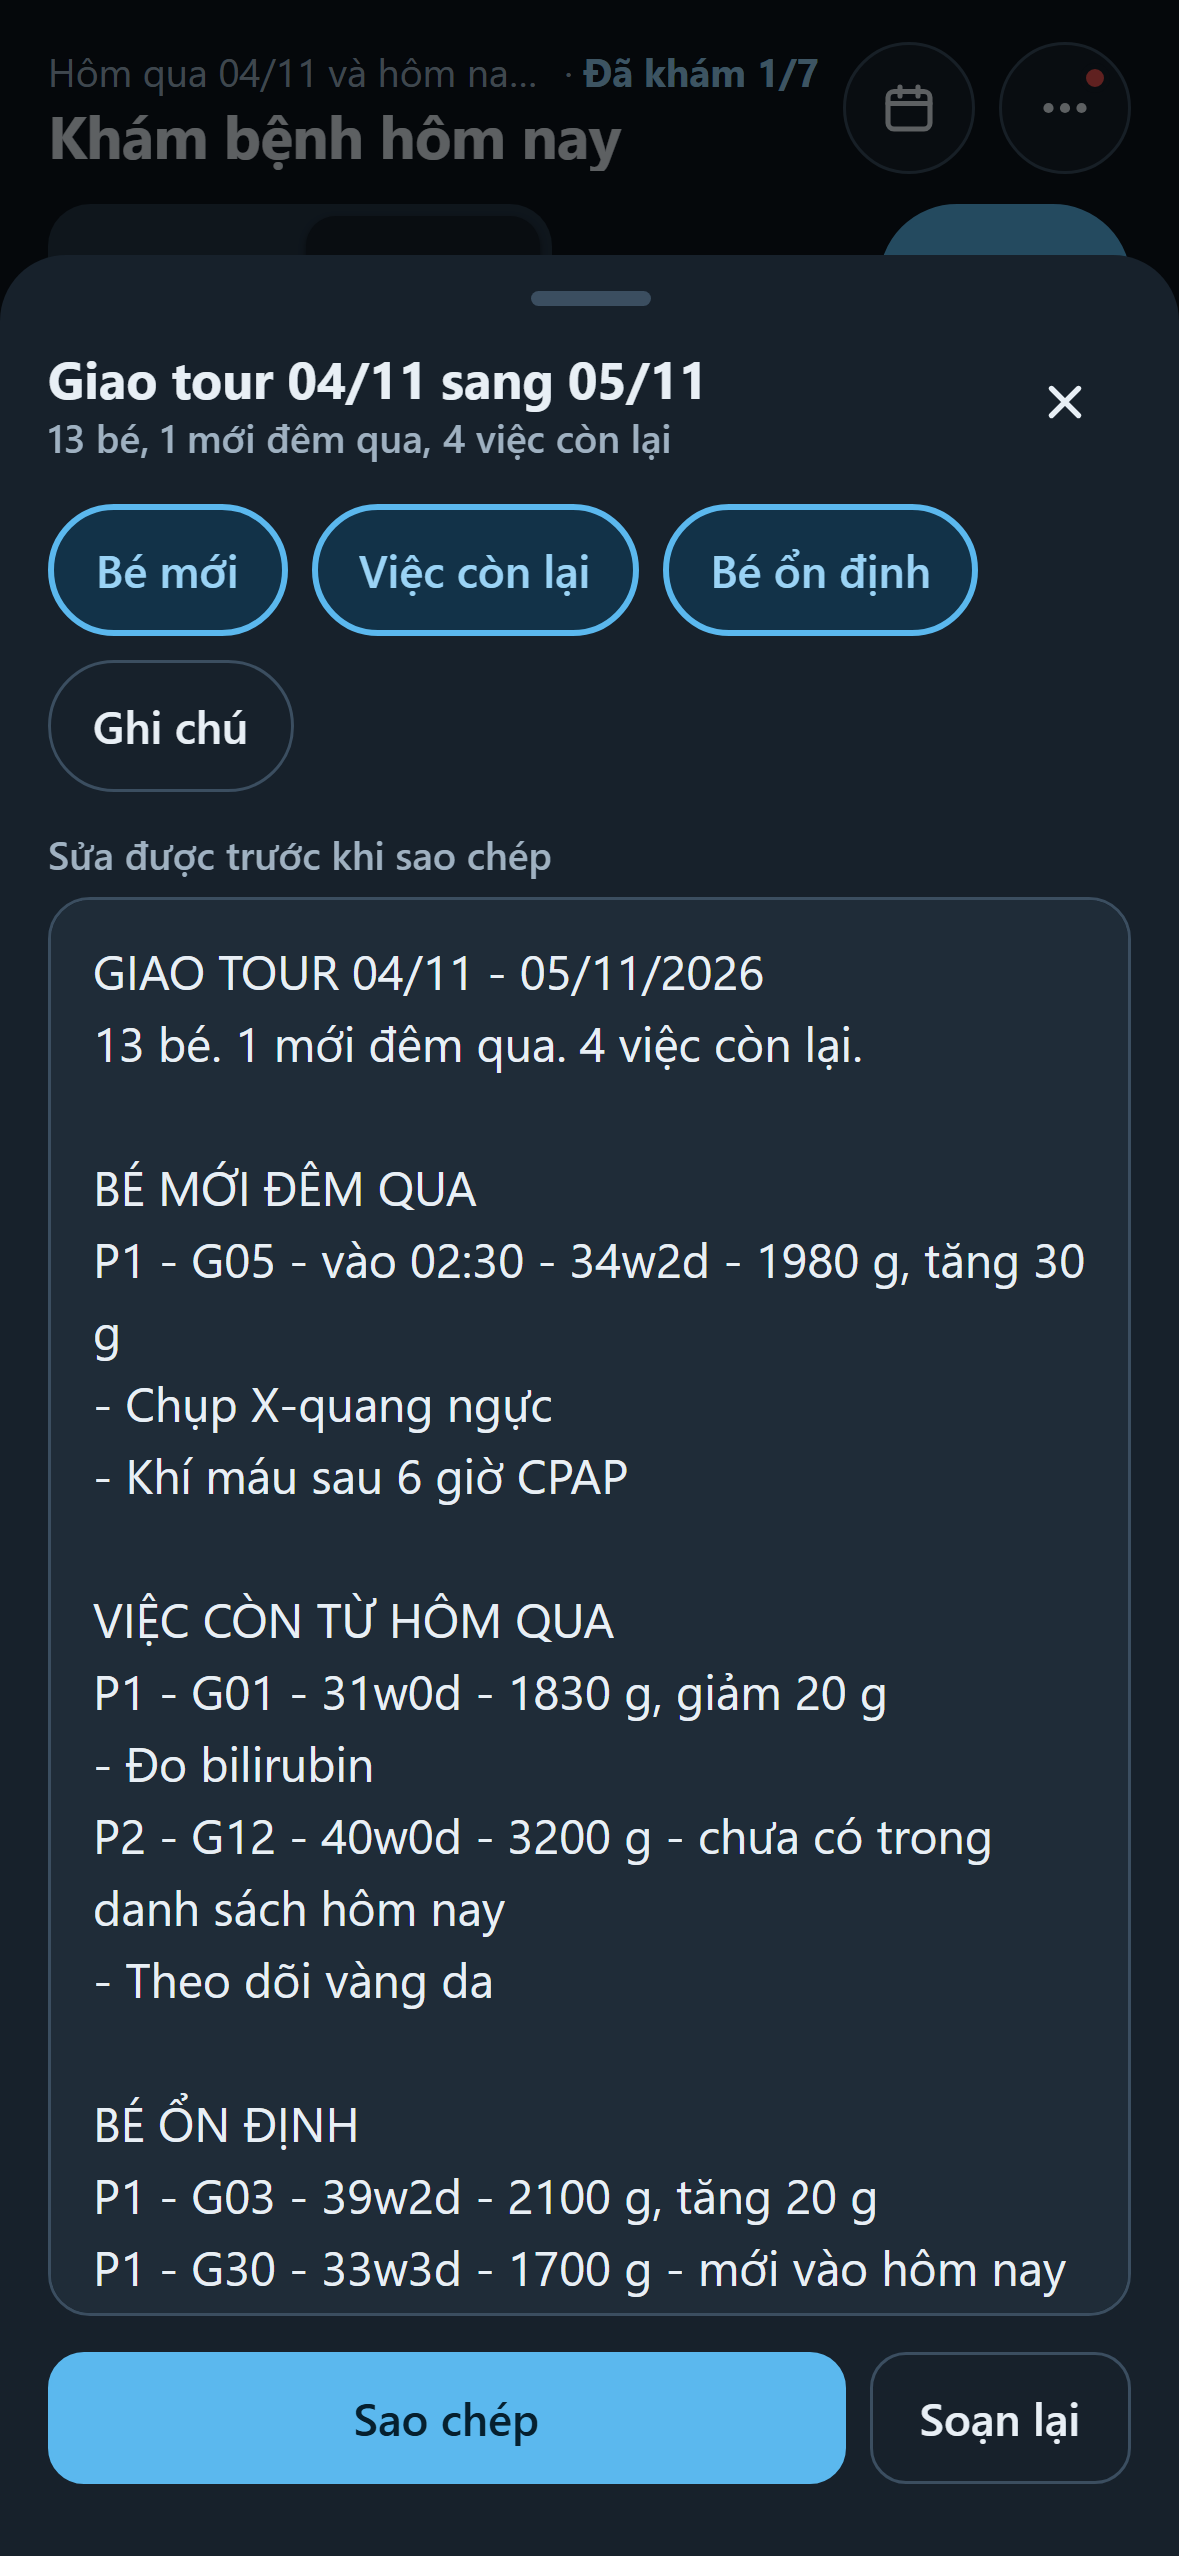 Hôm qua 04/11 và hôm na... · Đã khám 1/7
Khám bệnh hôm nay
Giao tour 04/11 sang 05/11
13 bé, 1 mới đêm qua, 4 việc còn lại
Bé mới
Việc còn lại
Bé ổn định
Ghi chú
Sửa được trước khi sao chép
GIAO TOUR 04/11 - 05/11/2026
13 bé. 1 mới đêm qua. 4 việc còn lại.
BÉ MỚI ĐÊM QUA
P1 - G05 - vào 02:30 - 34w2d - 1980 g, tăng 30
g
- Chụp X-quang ngực
- Khí máu sau 6 giờ CPAP
VIỆC CÒN TỪ HÔM QUA
P1 - G01 - 31w0d - 1830 g, giảm 20 g
- Đo bilirubin
P2 - G12 - 40w0d - 3200 g - chưa có trong
danh sách hôm nay
- Theo dõi vàng da
BÉ ỔN ĐỊNH
P1 - G03 - 39w2d - 2100 g, tăng 20 g
P1 - G30 - 33w3d - 1700 g - mới vào hôm nay
Sao chép
Soạn lại